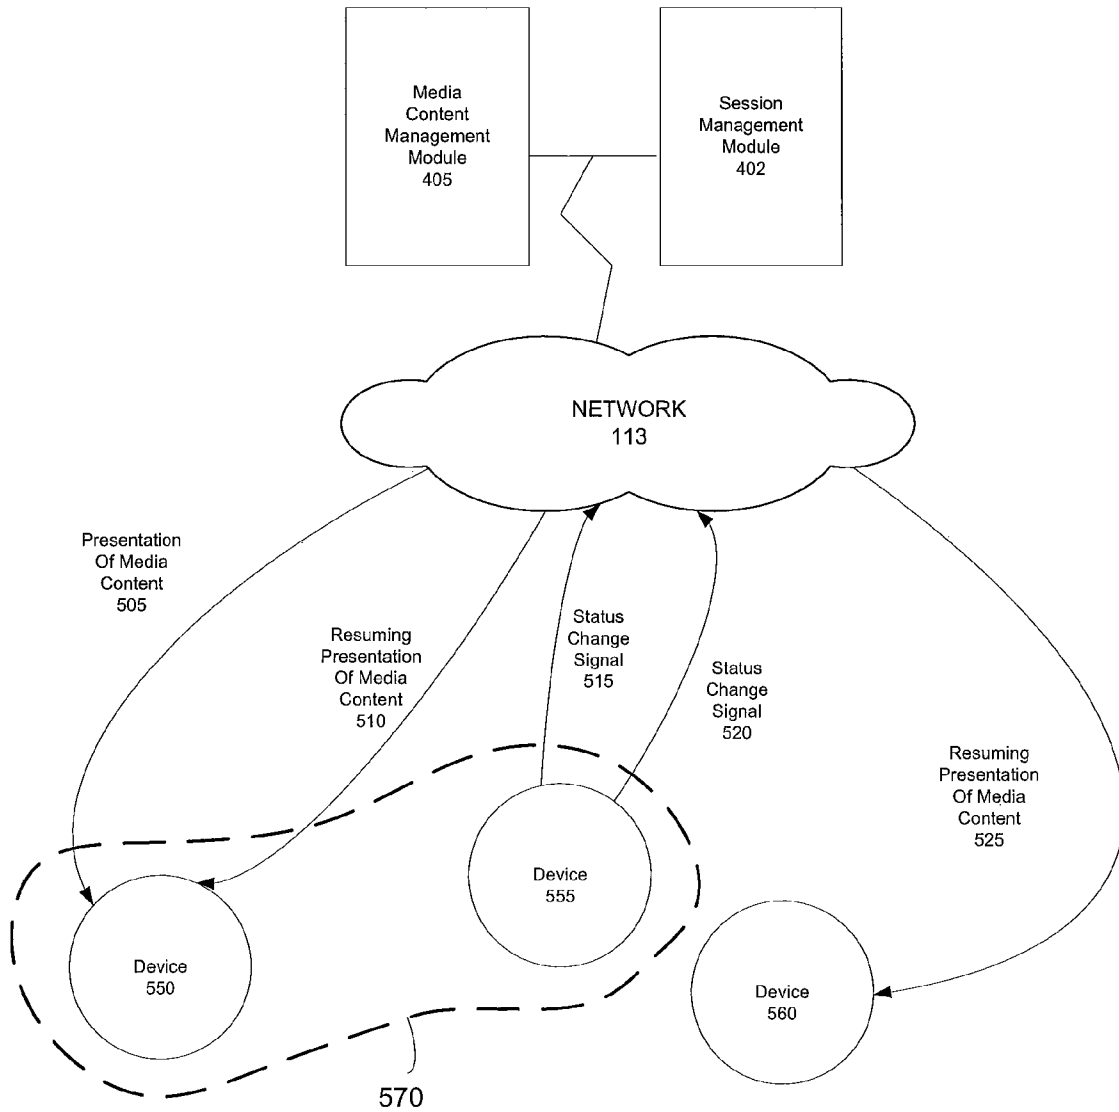 Media
Content
Management
Module
405
Session
Management
Module
402
NETWORK
113
Presentation
Of Media
Content
505
Resuming
Presentation
Of Media
Content
510
Status
Change
Signal
515
Status
Change
Signal
520
Resuming
Presentation
Of Media
Content
525
Device
550
Device
555
Device
560
570